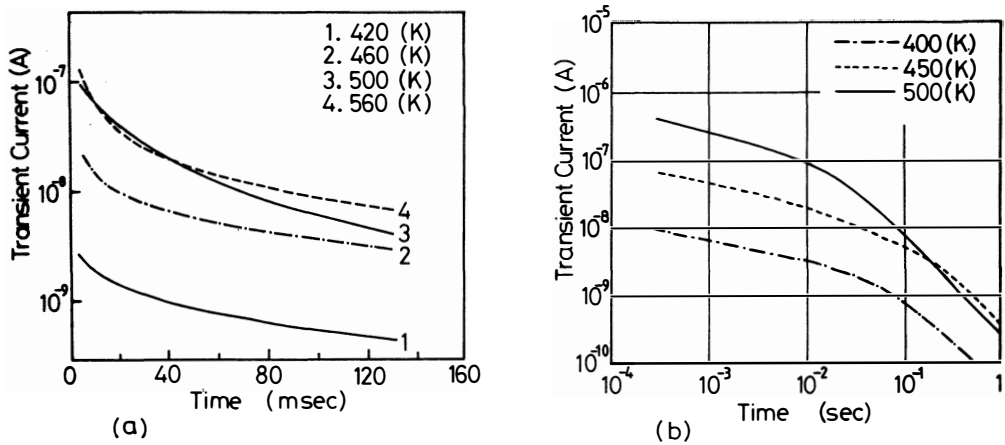 Transient Current (A)
10⁻⁷
10⁻⁸
10⁻⁹
1. 420 (K)
2. 460 (K)
3. 500 (K)
4. 560 (K)
4
3
2
1
0 40 80 120 160
Time (msec)
(a)
Transient Current (A)
10⁻⁵
10⁻⁶
10⁻⁷
10⁻⁸
10⁻⁹
10⁻¹⁰
400(K)
450(K)
500(K)
10⁻⁴ 10⁻³ 10⁻² 10⁻¹ 1
Time (sec)
(b)